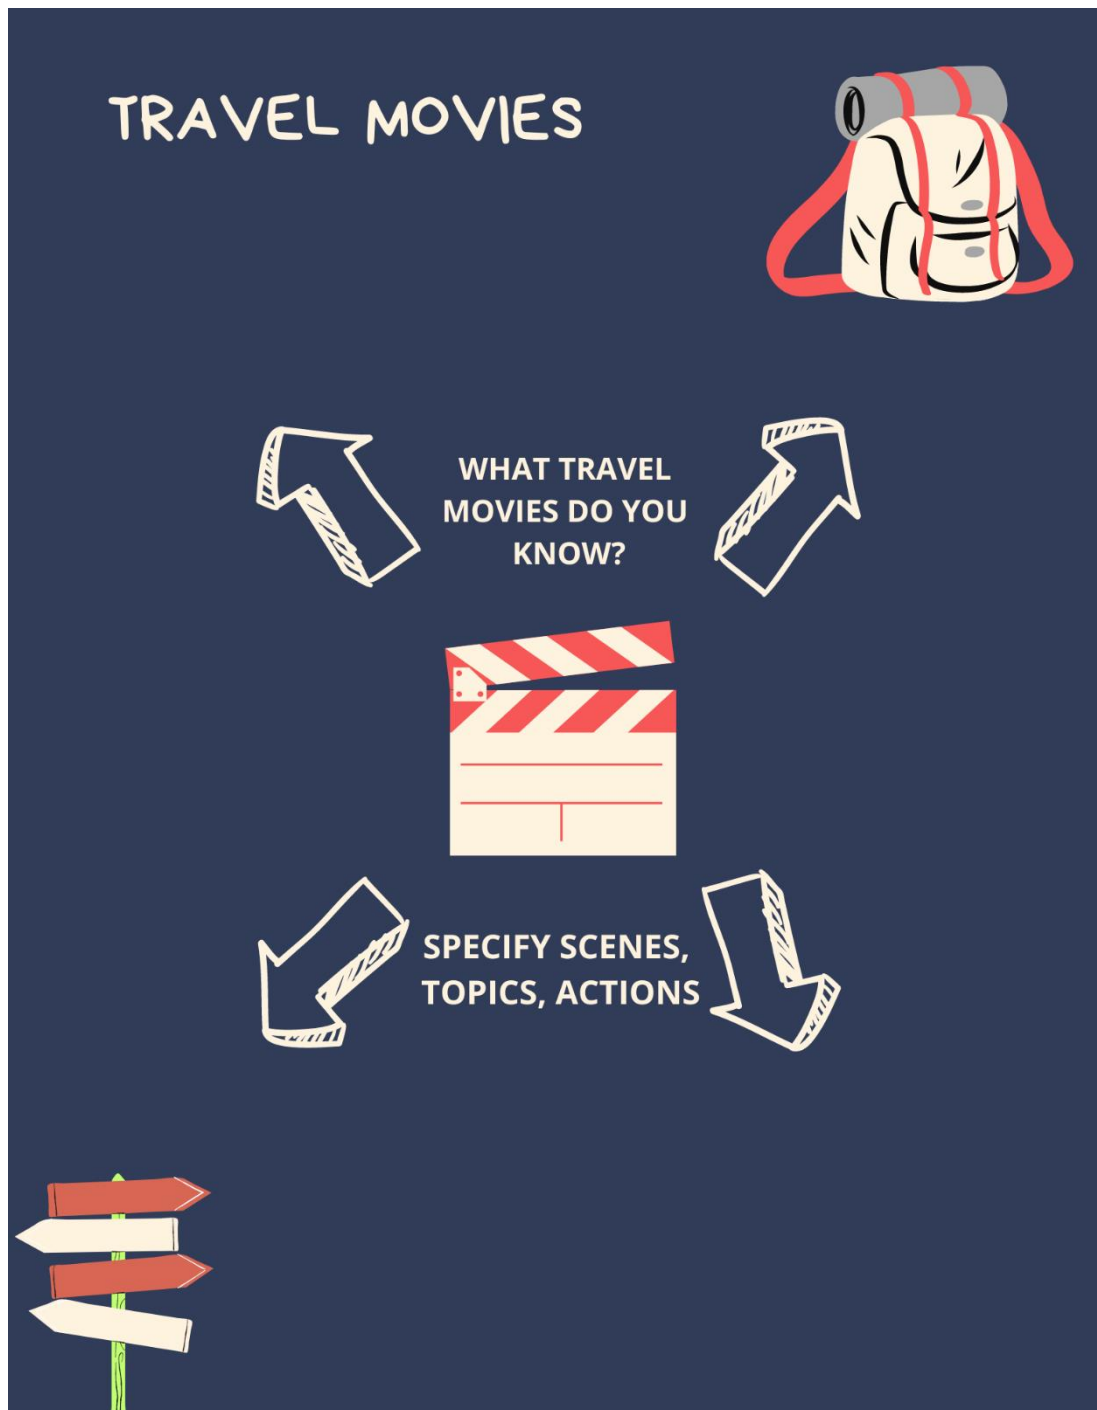 TRAVEL MOVIES
WHAT TRAVEL
MOVIES DO YOU
KNOW?
SPECIFY SCENES,
TOPICS, ACTIONS